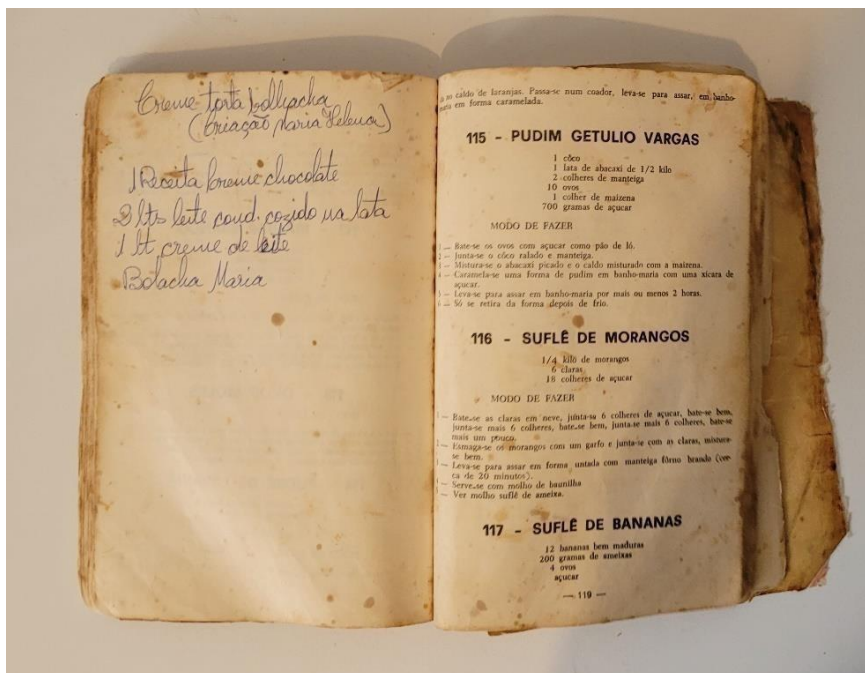 Creme torta bolhacha
(Criação Maria Helena)
1 Receita creme chocolate
2 lts leite cond. cozido na lata
1 lt creme de leite
Bolacha Maria
no caldo de laranjas. Passa-se num coador, leva-se para assar, em banho-
maria em forma caramelada.
115 - PUDIM GETULIO VARGAS
1 côco
1 lata de abacaxi de 1/2 kilo
2 colheres de manteiga
10 ovos
1 colher de maizena
700 gramas de açucar
MODO DE FAZER
— Bate-se os ovos com açucar como pão de ló.
— Junta-se o côco ralado e manteiga.
— Mistura-se o abacaxi picado e o caldo misturado com a maizena.
— Caramela-se uma forma de pudim em banho-maria com uma xícara de
açucar.
— Leva-se para assar em banho-maria por mais ou menos 2 horas.
— Só se retira da forma depois de frio.
116 - SUFLÊ DE MORANGOS
1/4 kilo de morangos
6 claras
18 colheres de açucar
MODO DE FAZER
— Bate-se as claras em neve, junta-se 6 colheres de açucar, bate-se bem,
junta-se mais 6 colheres, bate-se bem, junta-se mais 6 colheres, bate-se
mais um pouco.
— Esmaga-se os morangos com um garfo e junta-se com as claras, mistura-
se bem.
— Leva-se para assar em forma untada com manteiga fôrno brando (cer-
ca de 20 minutos).
— Serve-se com molho de baunilha
— Ver molho suflê de ameixa.
117 - SUFLÊ DE BANANAS
12 bananas bem maduras
200 gramas de ameixas
4 ovos
açucar
— 119 —